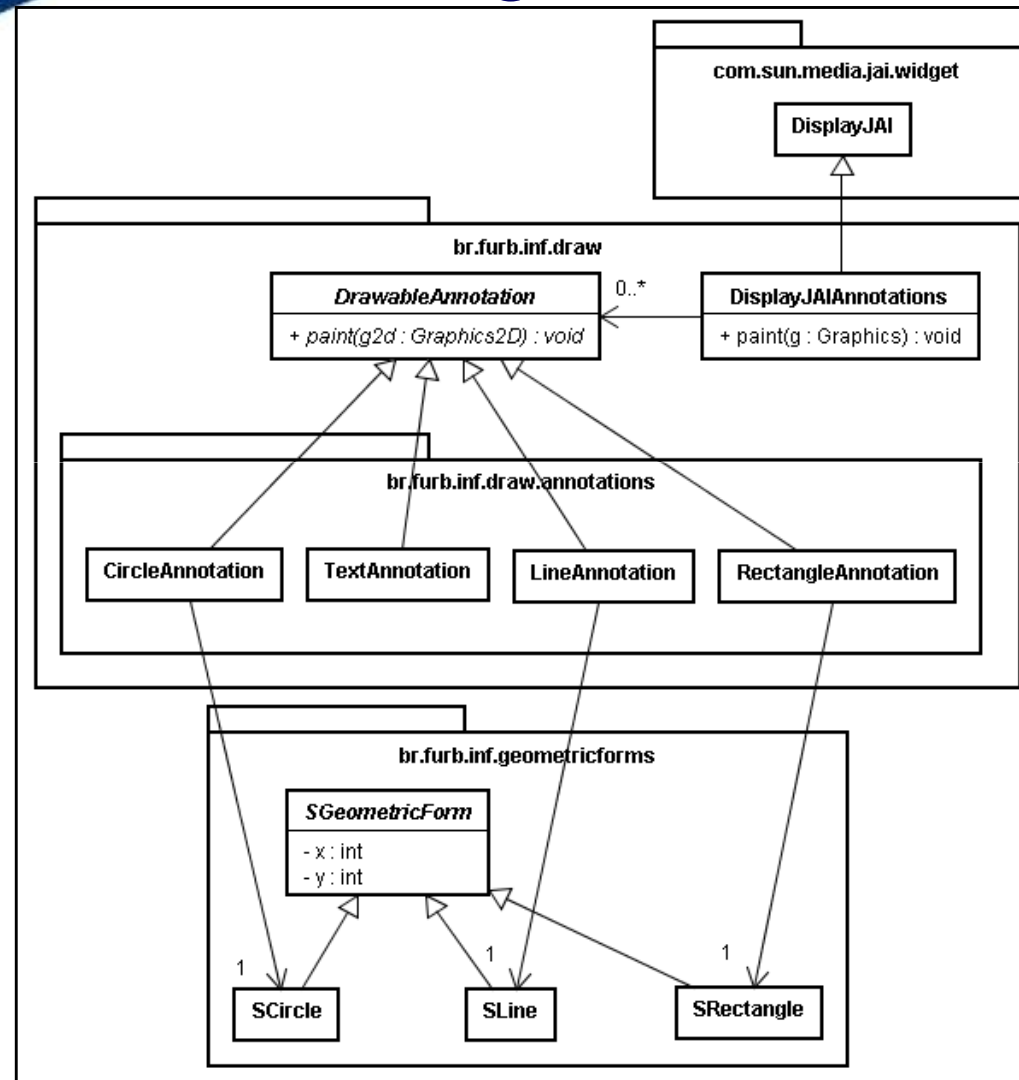 com.sun.media.jai.widget
DisplayJAI
br.furb.inf.draw
DrawableAnnotation
+ paint(g2d : Graphics2D) : void
0..*
DisplayJAIAnnotations
+ paint(g : Graphics) : void
br.furb.inf.draw.annotations
CircleAnnotation
TextAnnotation
LineAnnotation
RectangleAnnotation
br.furb.inf.geometricforms
SGeometricForm
- x : int
- y : int
1
1
1
SCircle
SLine
SRectangle